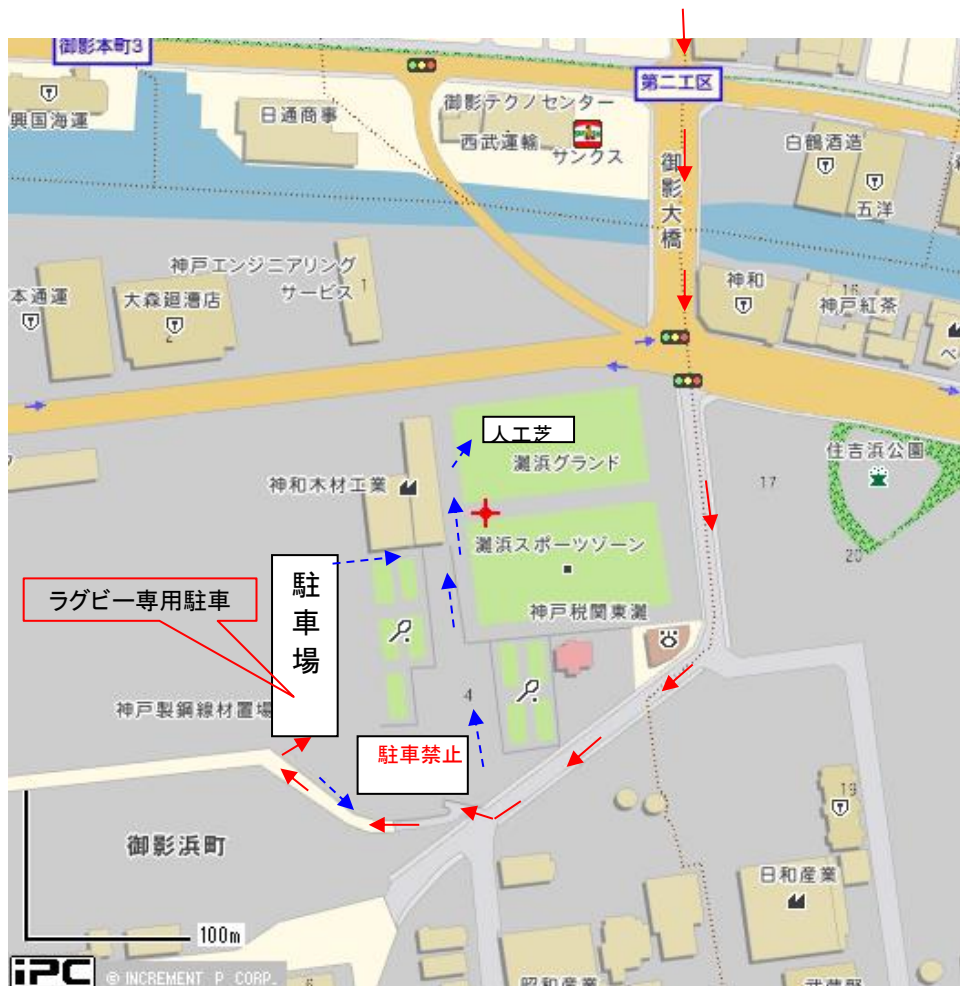 御影本町3
第二工区
興国海運
日通商事
御影テクノセンター
西武運輸
サンクス
御影大橋
白鶴酒造
五洋
神戸エンジニアリング
サービス
1
本通運
大森廻漕店
2
神和
16
神戸紅茶
人工芝
灘浜グランド
住吉浜公園
神和木材工業
17
灘浜スポーツゾーン
20
駐車場
ラグビー専用駐車
神戸税関東灘
4
神戸製鋼線材置場
駐車禁止
19
御影浜町
日和産業
100m
iPC
© INCREMENT P CORP.
6
昭和産業
武蔵野